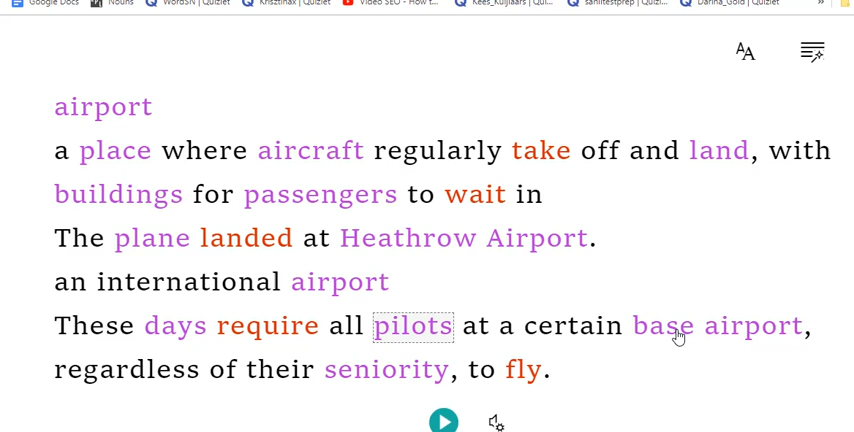 Google Docs Nouns WordSN | Quizlet KrisztinaX | Quizlet Video SEO - How t... Kees_Kuijlaars | Qui... sanlitestprep | Quizl... Darina_Gold | Quizlet »
airport
a place where aircraft regularly take off and land, with
buildings for passengers to wait in
The plane landed at Heathrow Airport.
an international airport
These days require all pilots at a certain base airport,
regardless of their seniority, to fly.